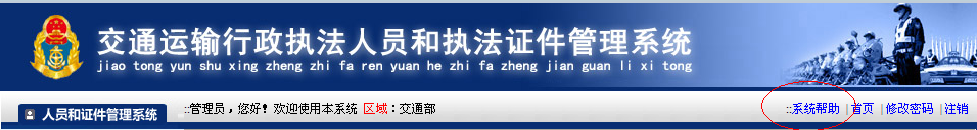 交通运输行政执法人员和执法证件管理系统
jiao tong yun shu xing zheng zhi fa ren yuan he zhi fa zheng jian guan li xi tong
人员和证件管理系统 ::管理员，您好！欢迎使用本系统 区域：交通部 ::系统帮助 |首页 |修改密码 |注销